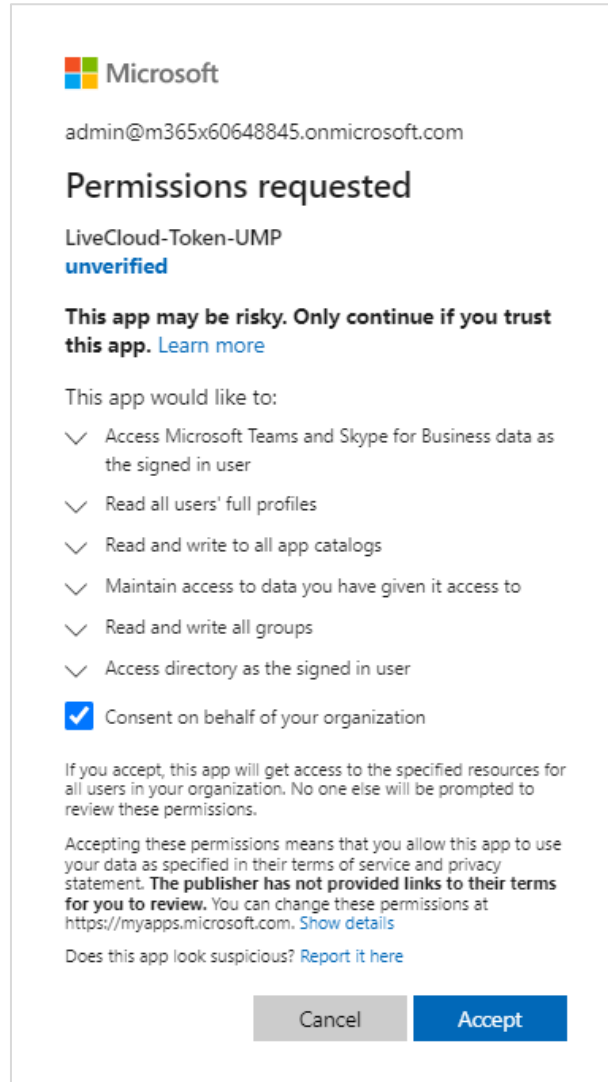 Microsoft
admin@m365x60648845.onmicrosoft.com
Permissions requested
LiveCloud-Token-UMP
unverified
This app may be risky. Only continue if you trust
this app. Learn more
This app would like to:
Access Microsoft Teams and Skype for Business data as
the signed in user
Read all users' full profiles
Read and write to all app catalogs
Maintain access to data you have given it access to
Read and write all groups
Access directory as the signed in user
Consent on behalf of your organization
If you accept, this app will get access to the specified resources for
all users in your organization. No one else will be prompted to
review these permissions.
Accepting these permissions means that you allow this app to use
your data as specified in their terms of service and privacy
statement. The publisher has not provided links to their terms
for you to review. You can change these permissions at
https://myapps.microsoft.com. Show details
Does this app look suspicious? Report it here
Cancel
Accept